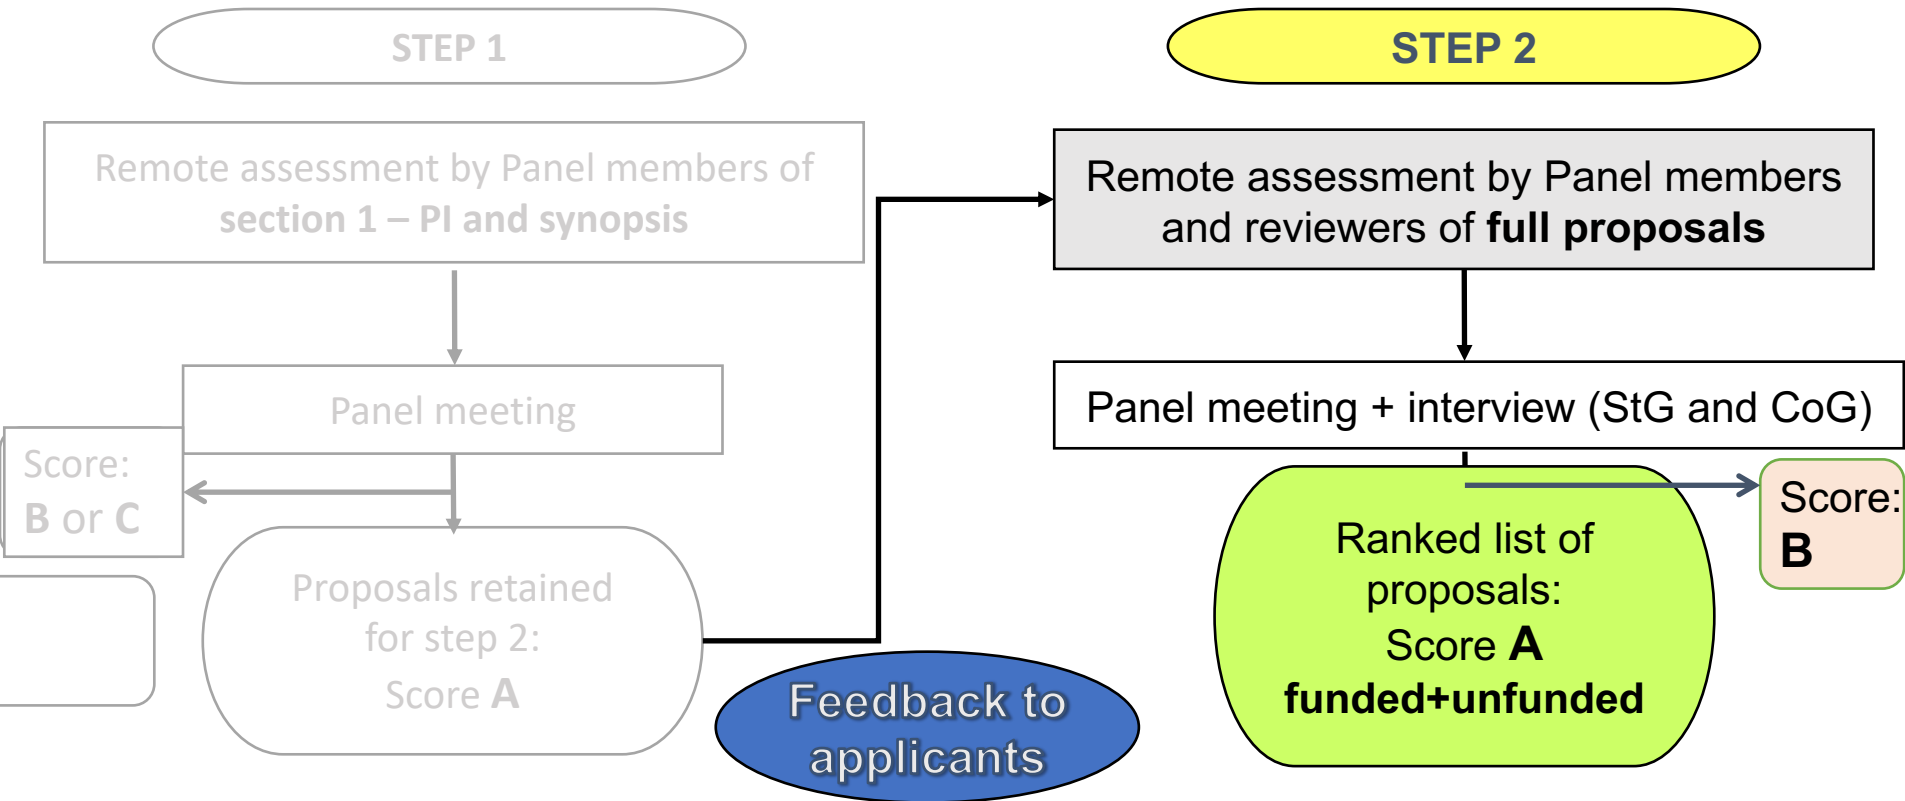 STEP 1
Remote assessment by Panel members of
section 1 – PI and synopsis
Panel meeting
Score:
B or C
Proposals retained
for step 2:
Score A
Feedback to
applicants
STEP 2
Remote assessment by Panel members
and reviewers of full proposals
Panel meeting + interview (StG and CoG)
Score:
B
Ranked list of
proposals:
Score A
funded+unfunded